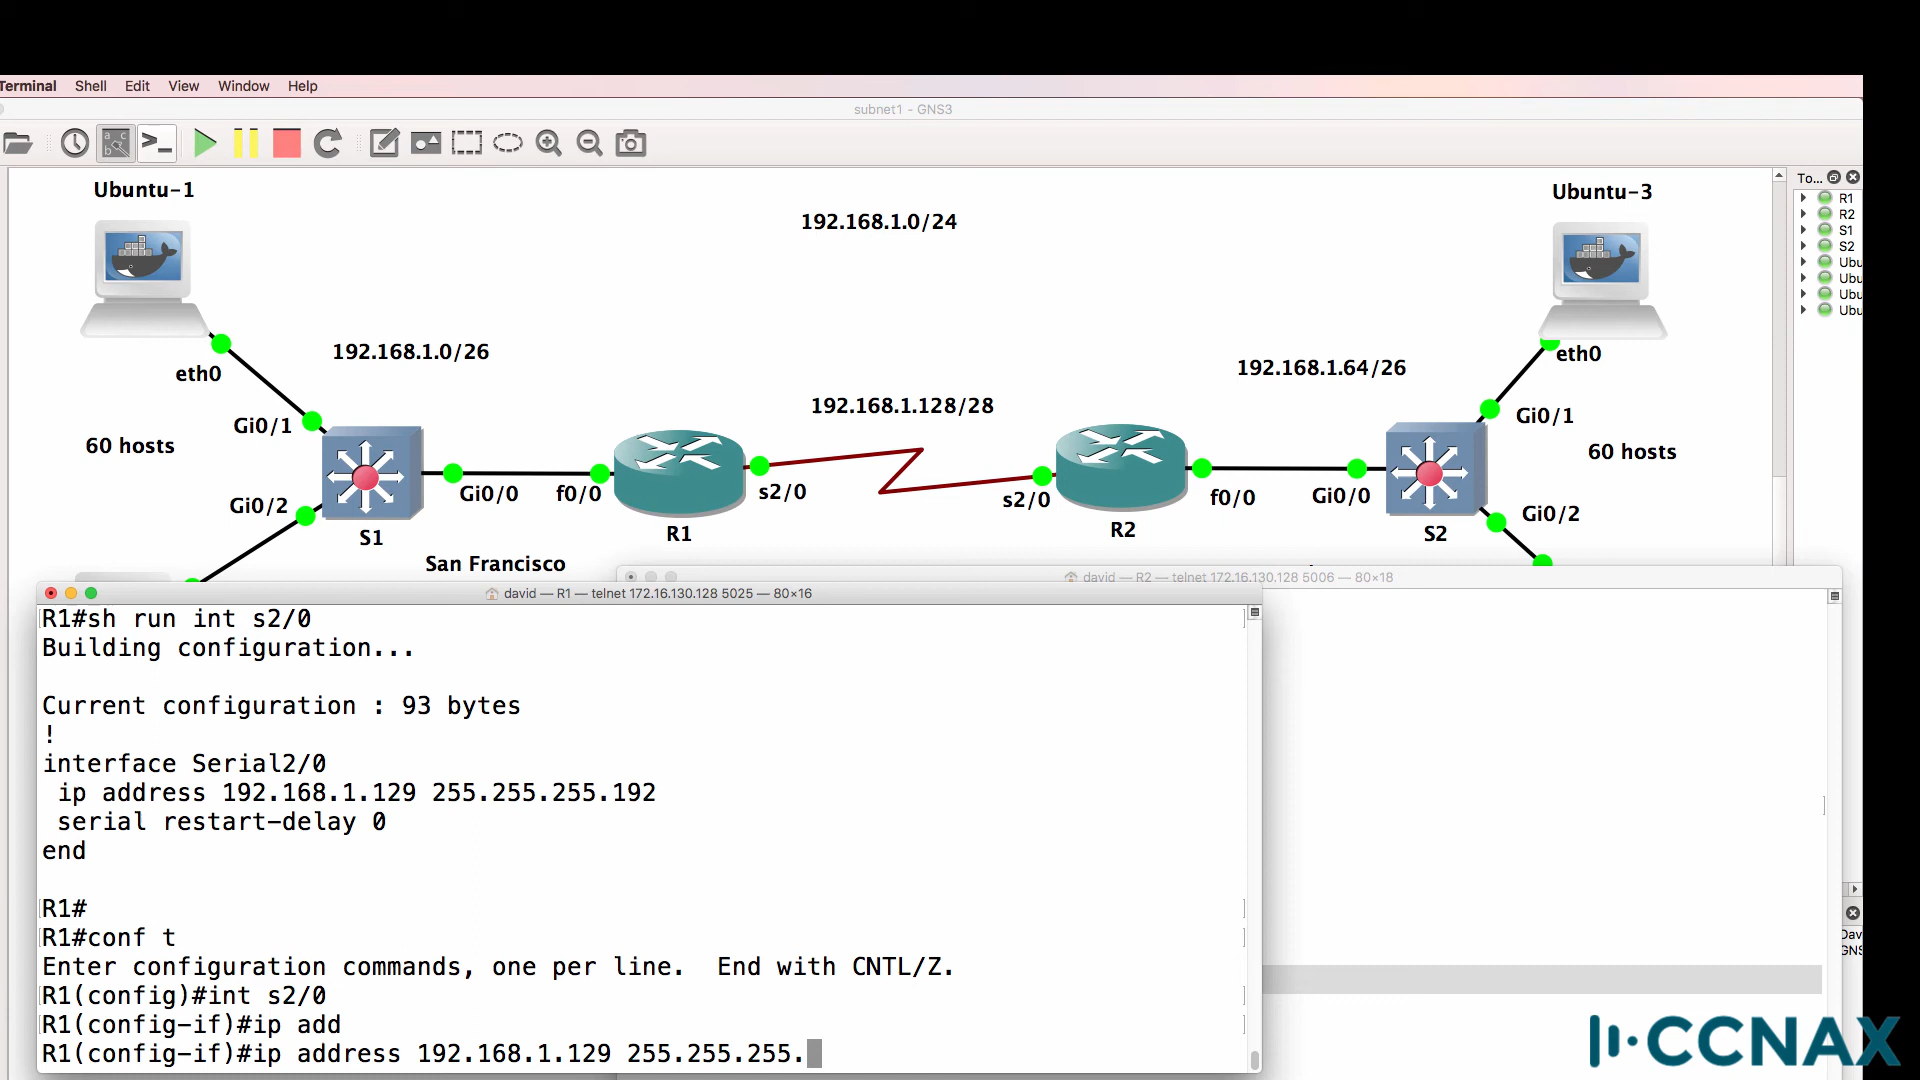 Terminal Shell Edit View Window Help
subnet1 - GNS3
Ubuntu-1
Ubuntu-3
To...
R1
R2
S1
S2
Ubu
Ubu
Ubu
Ubu
192.168.1.0/24
eth0
192.168.1.0/26
192.168.1.64/26
eth0
192.168.1.128/28
Gi0/1
Gi0/1
60 hosts
60 hosts
Gi0/0
f0/0
s2/0
s2/0
f0/0
Gi0/0
Gi0/2
Gi0/2
S1
R1
R2
S2
San Francisco
david — R2 — telnet 172.16.130.128 5006 — 80×18
david — R1 — telnet 172.16.130.128 5025 — 80×16
R1#sh run int s2/0
Building configuration...
Current configuration : 93 bytes
!
interface Serial2/0
ip address 192.168.1.129 255.255.255.192
serial restart-delay 0
end
R1#
R1#conf t
Enter configuration commands, one per line.  End with CNTL/Z.
R1(config)#int s2/0
R1(config-if)#ip add
R1(config-if)#ip address 192.168.1.129 255.255.255.
Dav
GNS
CCNAX